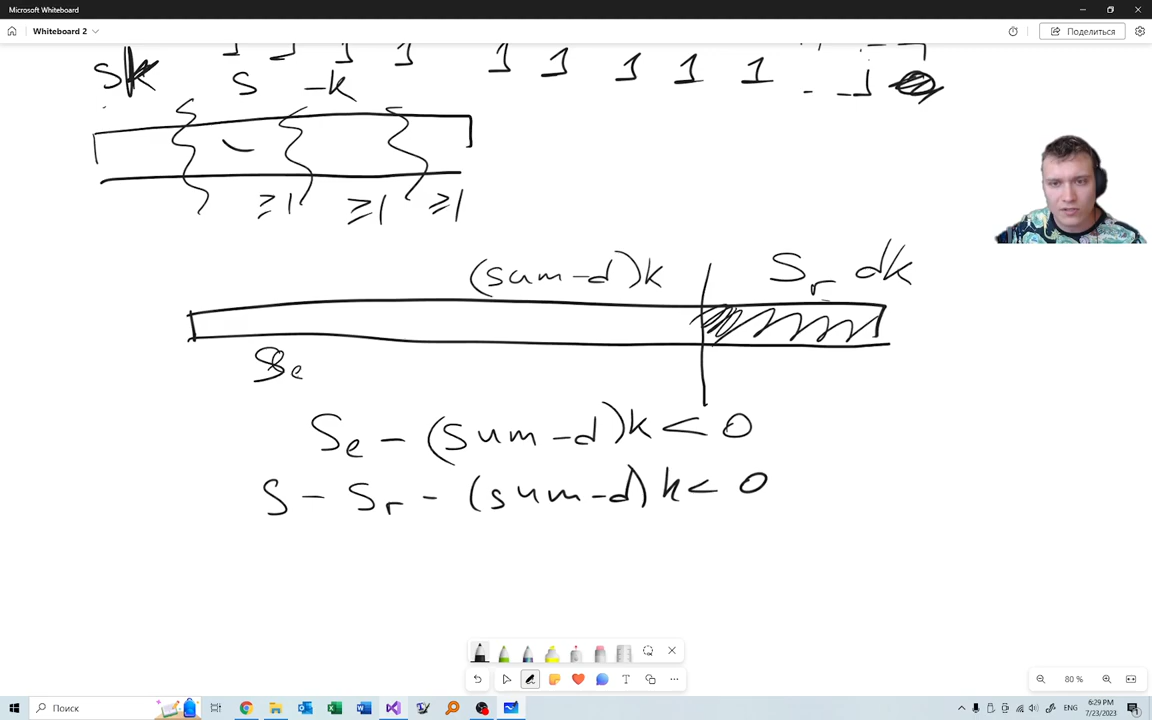 Microsoft Whiteboard
Whiteboard 2
Поделиться
1 1 1 1 1 1
S -k
≥1 ≥1 ≥1
(sum-d)k Sr dk
Se
Se - (sum-d)k < 0
S - Sr - (sum-d)k < 0
80 %
Поиск
ENG
6:29 PM
7/23/2023